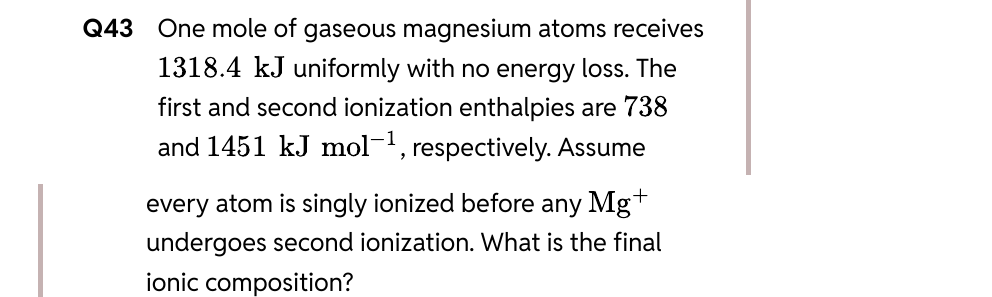 Q43 One mole of gaseous magnesium atoms receives
1318.4 kJ uniformly with no energy loss. The
first and second ionization enthalpies are 738
and 1451 kJ mol⁻¹, respectively. Assume
every atom is singly ionized before any Mg⁺
undergoes second ionization. What is the final
ionic composition?